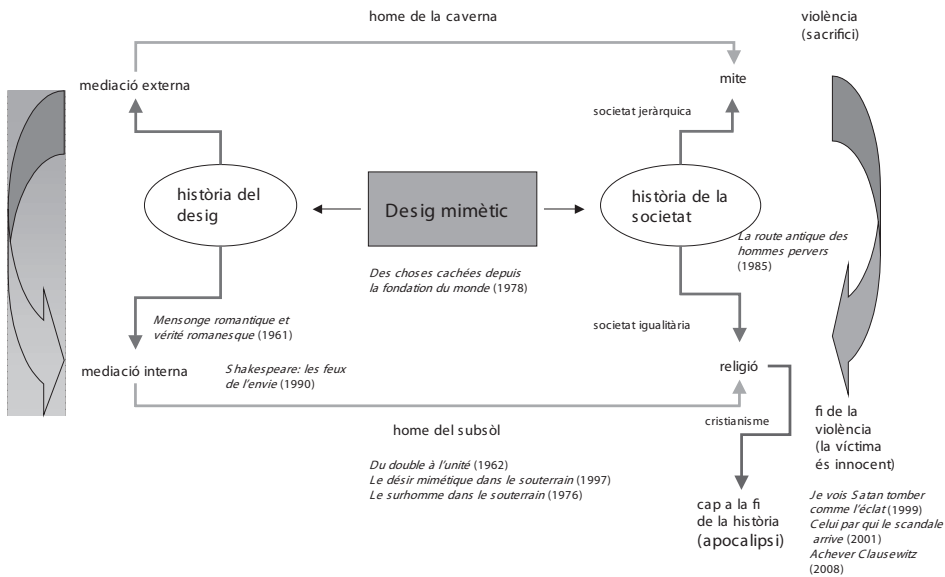 home de la caverna
violència
(sacrifici)
mediació externa
mite
societat jeràrquica
història del
desig
Desig mimètic
història de la
societat
La route antique des
hommes pervers
(1985)
Des choses cachées depuis
la fondation du monde (1978)
Mensonge romantique et
vérité romanesque (1961)
societat igualitària
mediació interna
Shakespeare: les feux
de l'envie (1990)
religió
cristianisme
home del subsòl
fi de la
violència
(la víctima
és innocent)
Du double à l'unité (1962)
Le désir mimétique dans le souterrain (1997)
Le surhomme dans le souterrain (1976)
cap a la fi
de la història
(apocalipsi)
Je vois Satan tomber
comme l'éclat (1999)
Celui par qui le scandale
arrive (2001)
Achever Clausewitz
(2008)